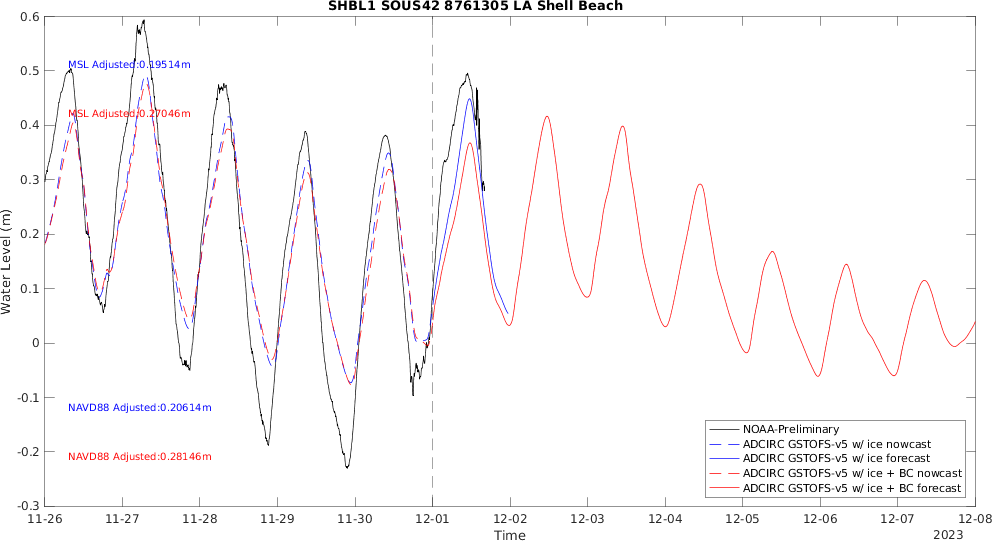 SHBL1 SOUS42 8761305 LA Shell Beach
Water Level (m)
0.6
0.5
0.4
0.3
0.2
0.1
0
-0.1
-0.2
-0.3
MSL Adjusted:0.19514m
MSL Adjusted:0.27046m
NAVD88 Adjusted:0.20614m
NAVD88 Adjusted:0.28146m
NOAA-Preliminary
ADCIRC GSTOFS-v5 w/ ice nowcast
ADCIRC GSTOFS-v5 w/ ice forecast
ADCIRC GSTOFS-v5 w/ ice + BC nowcast
ADCIRC GSTOFS-v5 w/ ice + BC forecast
11-26 11-27 11-28 11-29 11-30 12-01 12-02 12-03 12-04 12-05 12-06 12-07 12-08
Time
2023